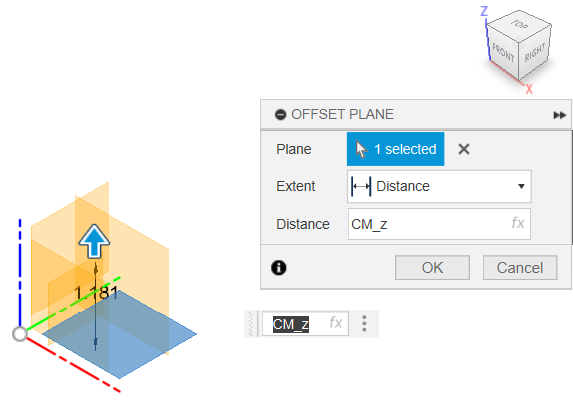 Z
TOP
FRONT
RIGHT
X
OFFSET PLANE
Plane
1 selected
Extent
Distance
Distance
CM_z
fx
OK
Cancel
1.181
CM_z
fx